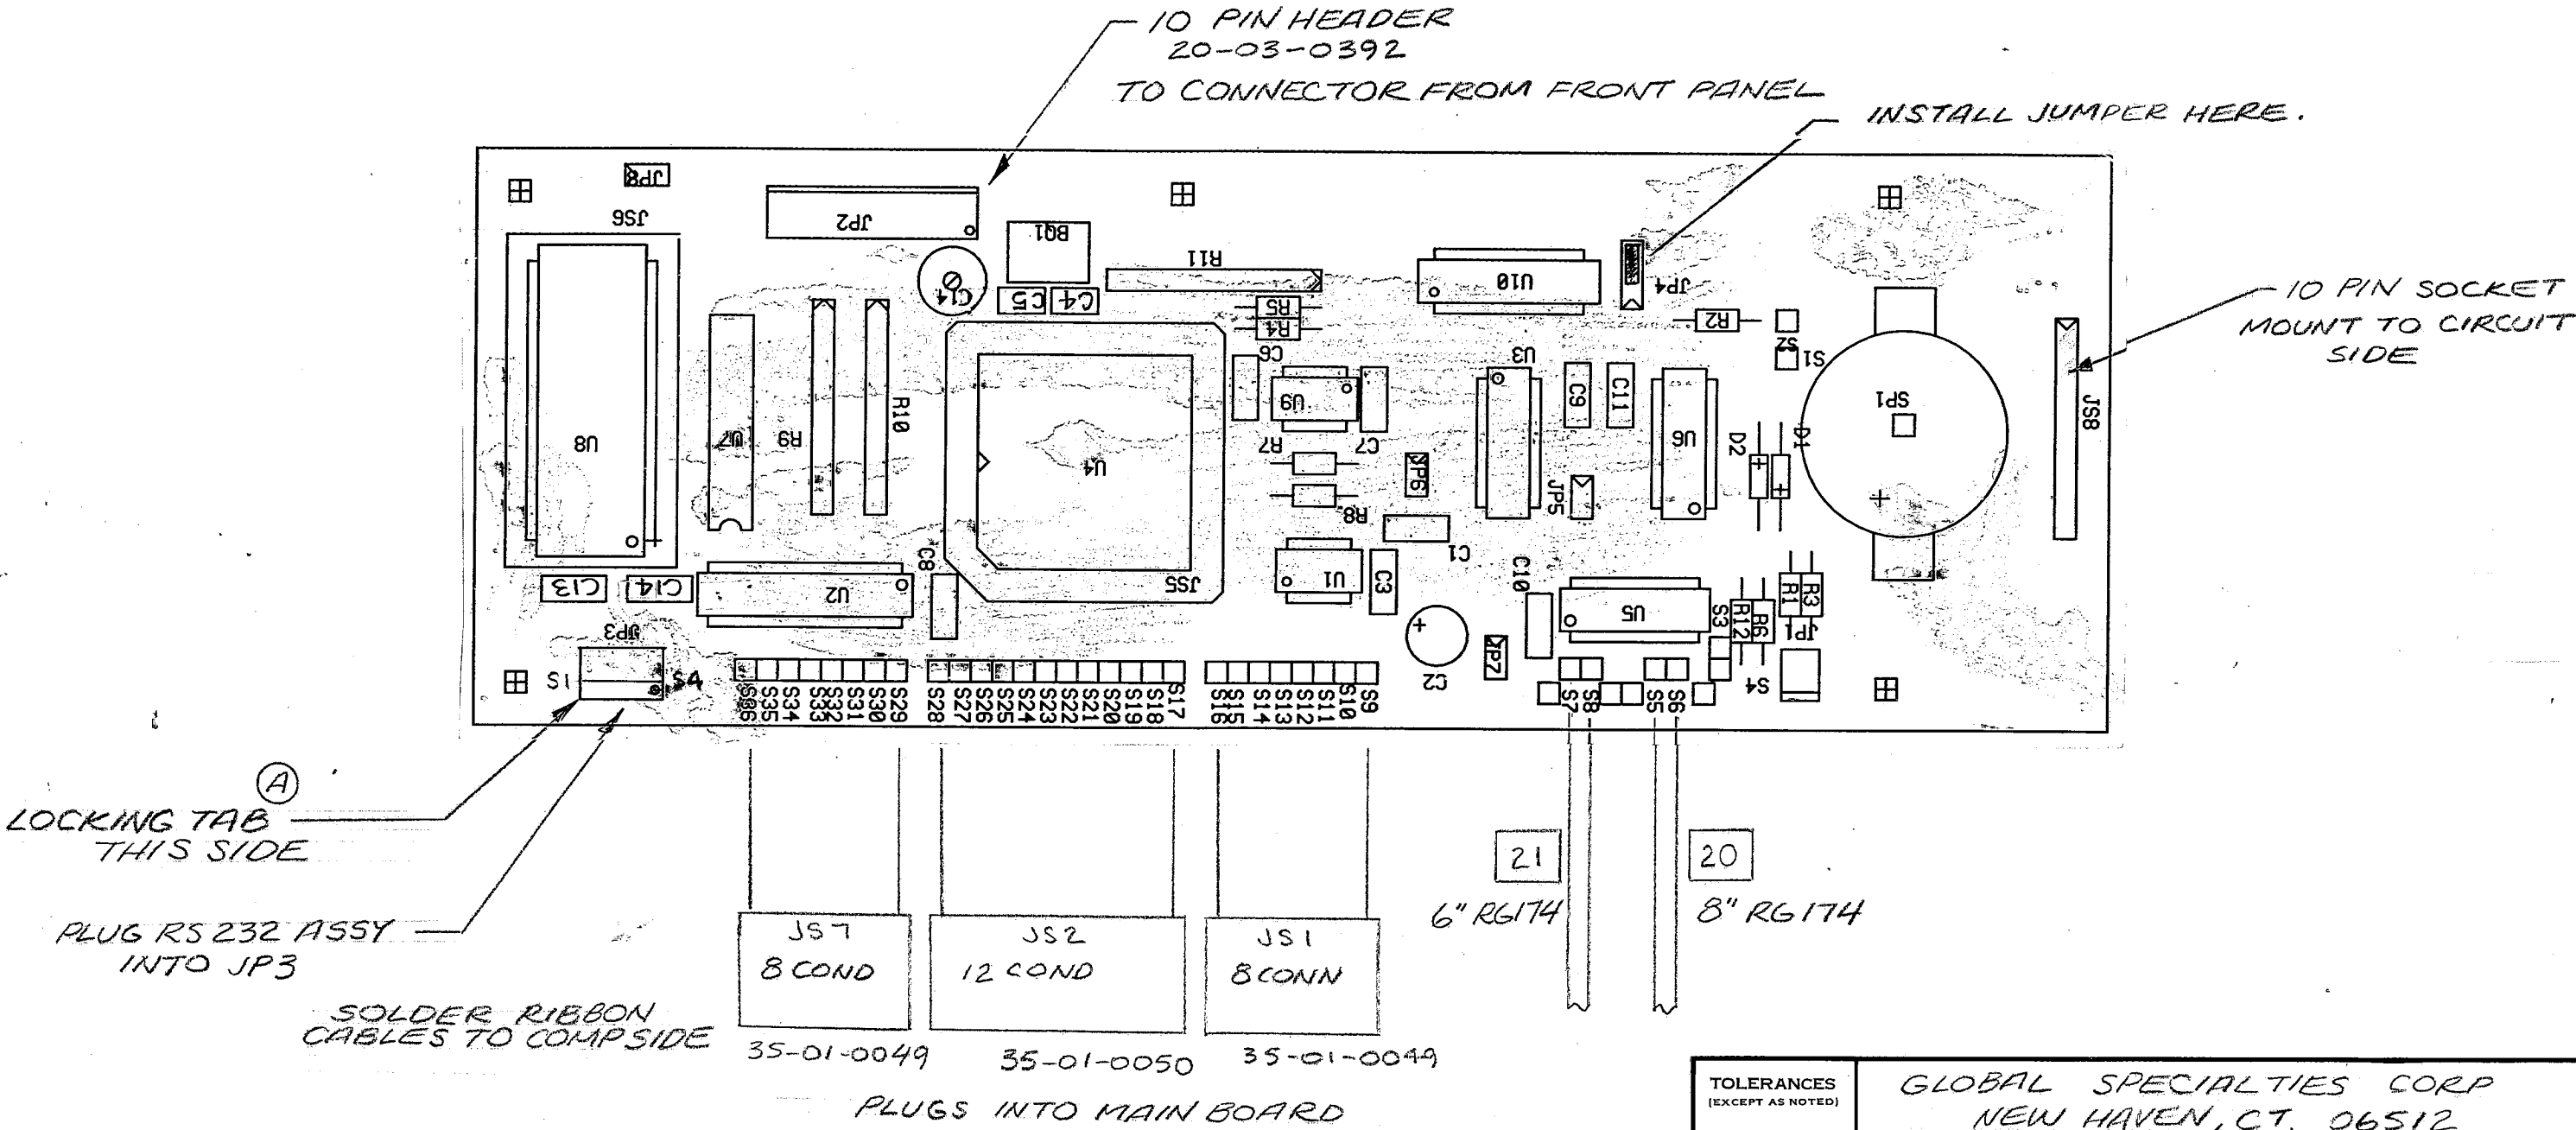 10 PIN HEADER
20-03-0392
TO CONNECTOR FROM FRONT PANEL
INSTALL JUMPER HERE.
JP8
JS6
JP2
BQ1
R11
U10
JP4
C14
C5
C4
R5
R4
R2
S2
S1
10 PIN SOCKET
MOUNT TO CIRCUIT
SIDE
C6
U3
U9
C9
C11
SP1
JS8
R10
U8
U7
R9
U4
R7
C7
U6
D2
D1
JP6
JP5
R8
C1
C8
C13
C14
U2
JS5
U1
C3
C10
U5
S3
R12
R6
R1
R3
JP1
JP3
S1
S4
C2
JP7
S4
S36
S35
S34
S33
S32
S31
S30
S29
S28
S27
S26
S25
S24
S23
S22
S21
S20
S19
S18
S17
S16
S15
S14
S13
S12
S11
S10
S9
S7
S8
S5
S6
A
LOCKING TAB
THIS SIDE
PLUG RS232 ASSY
INTO JP3
21
20
6" RG174
8" RG174
JS7
8 COND
JS2
12 COND
JS1
8 CONN
SOLDER RIBBON
CABLES TO COMPSIDE
35-01-0049
35-01-0050
35-01-0049
PLUGS INTO MAIN BOARD
TOLERANCES
(EXCEPT AS NOTED)
GLOBAL SPECIALTIES CORP
NEW HAVEN, CT. 06512